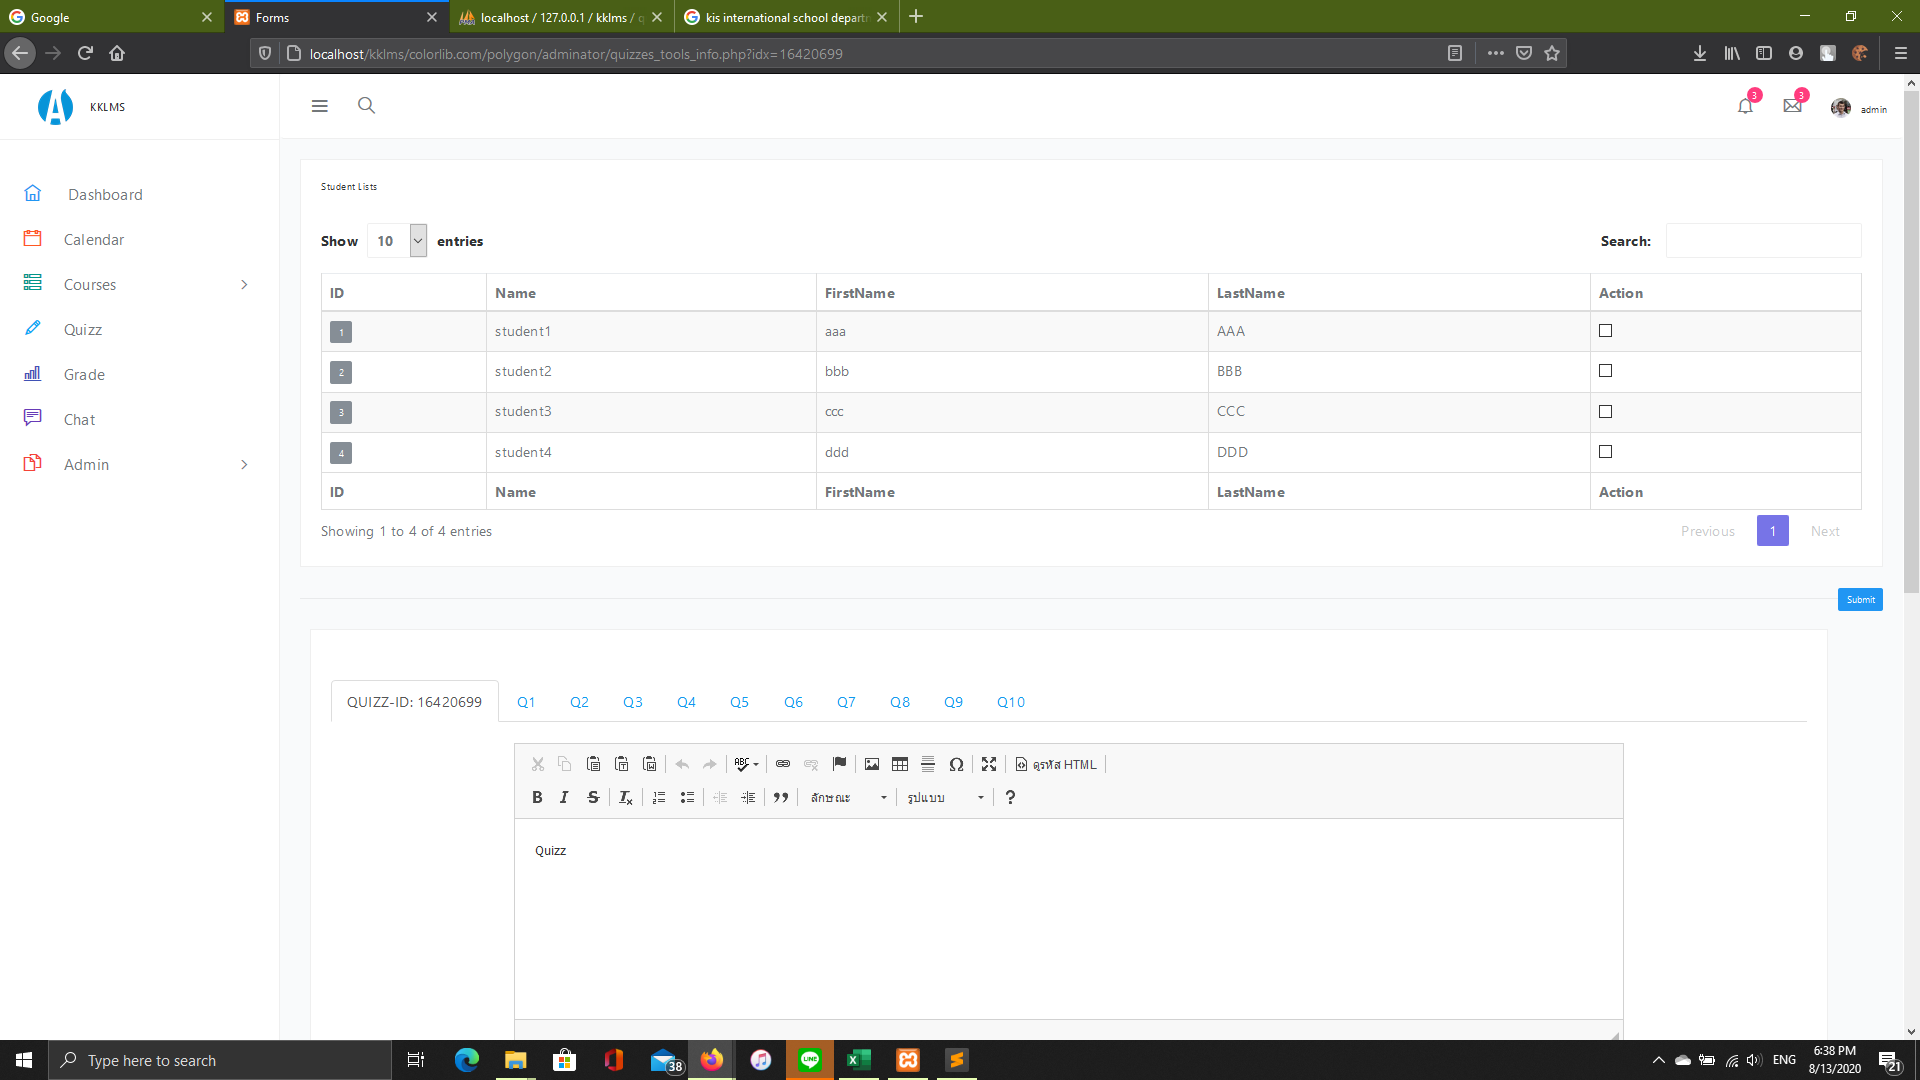 Google
Forms
localhost / 127.0.0.1 / kklms / q
kis international school departm
localhost/kklms/colorlib.com/polygon/adminator/quizzes_tools_info.php?idx=16420699
KKLMS
3
3
admin
Dashboard
Calendar
Courses
Quizz
Grade
Chat
Admin
Student Lists
Show 10 entries
Search:
ID Name FirstName LastName Action
1 student1 aaa AAA
2 student2 bbb BBB
3 student3 ccc CCC
4 student4 ddd DDD
ID Name FirstName LastName Action
Showing 1 to 4 of 4 entries
Previous 1 Next
Submit
QUIZZ-ID: 16420699 Q1 Q2 Q3 Q4 Q5 Q6 Q7 Q8 Q9 Q10
ABC Ω ดูรหัส HTML
B I S Tx ลักษณะ รูปแบบ ?
Quizz
Type here to search
38
LINE
ENG
6:38 PM
8/13/2020
21